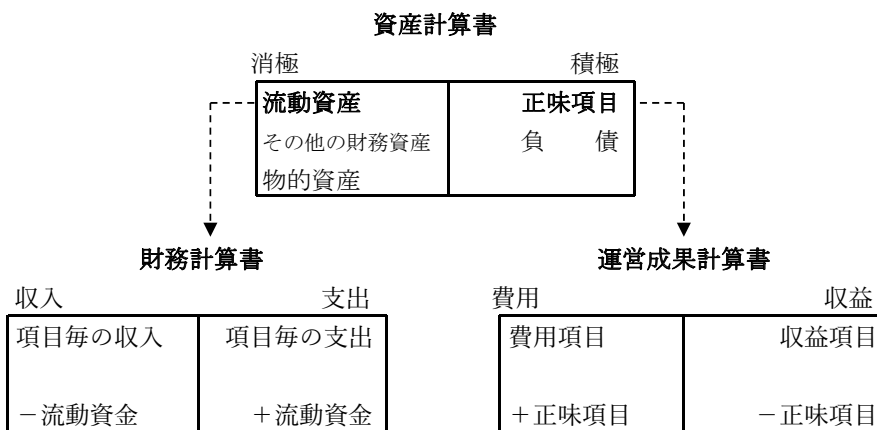 資産計算書
消極 積極
流動資産 正味項目
その他の財務資産 負 債
物的資産
財務計算書 運営成果計算書
収入 支出 費用 収益
項目毎の収入 項目毎の支出 費用項目 収益項目
－流動資金 ＋流動資金 ＋正味項目 －正味項目